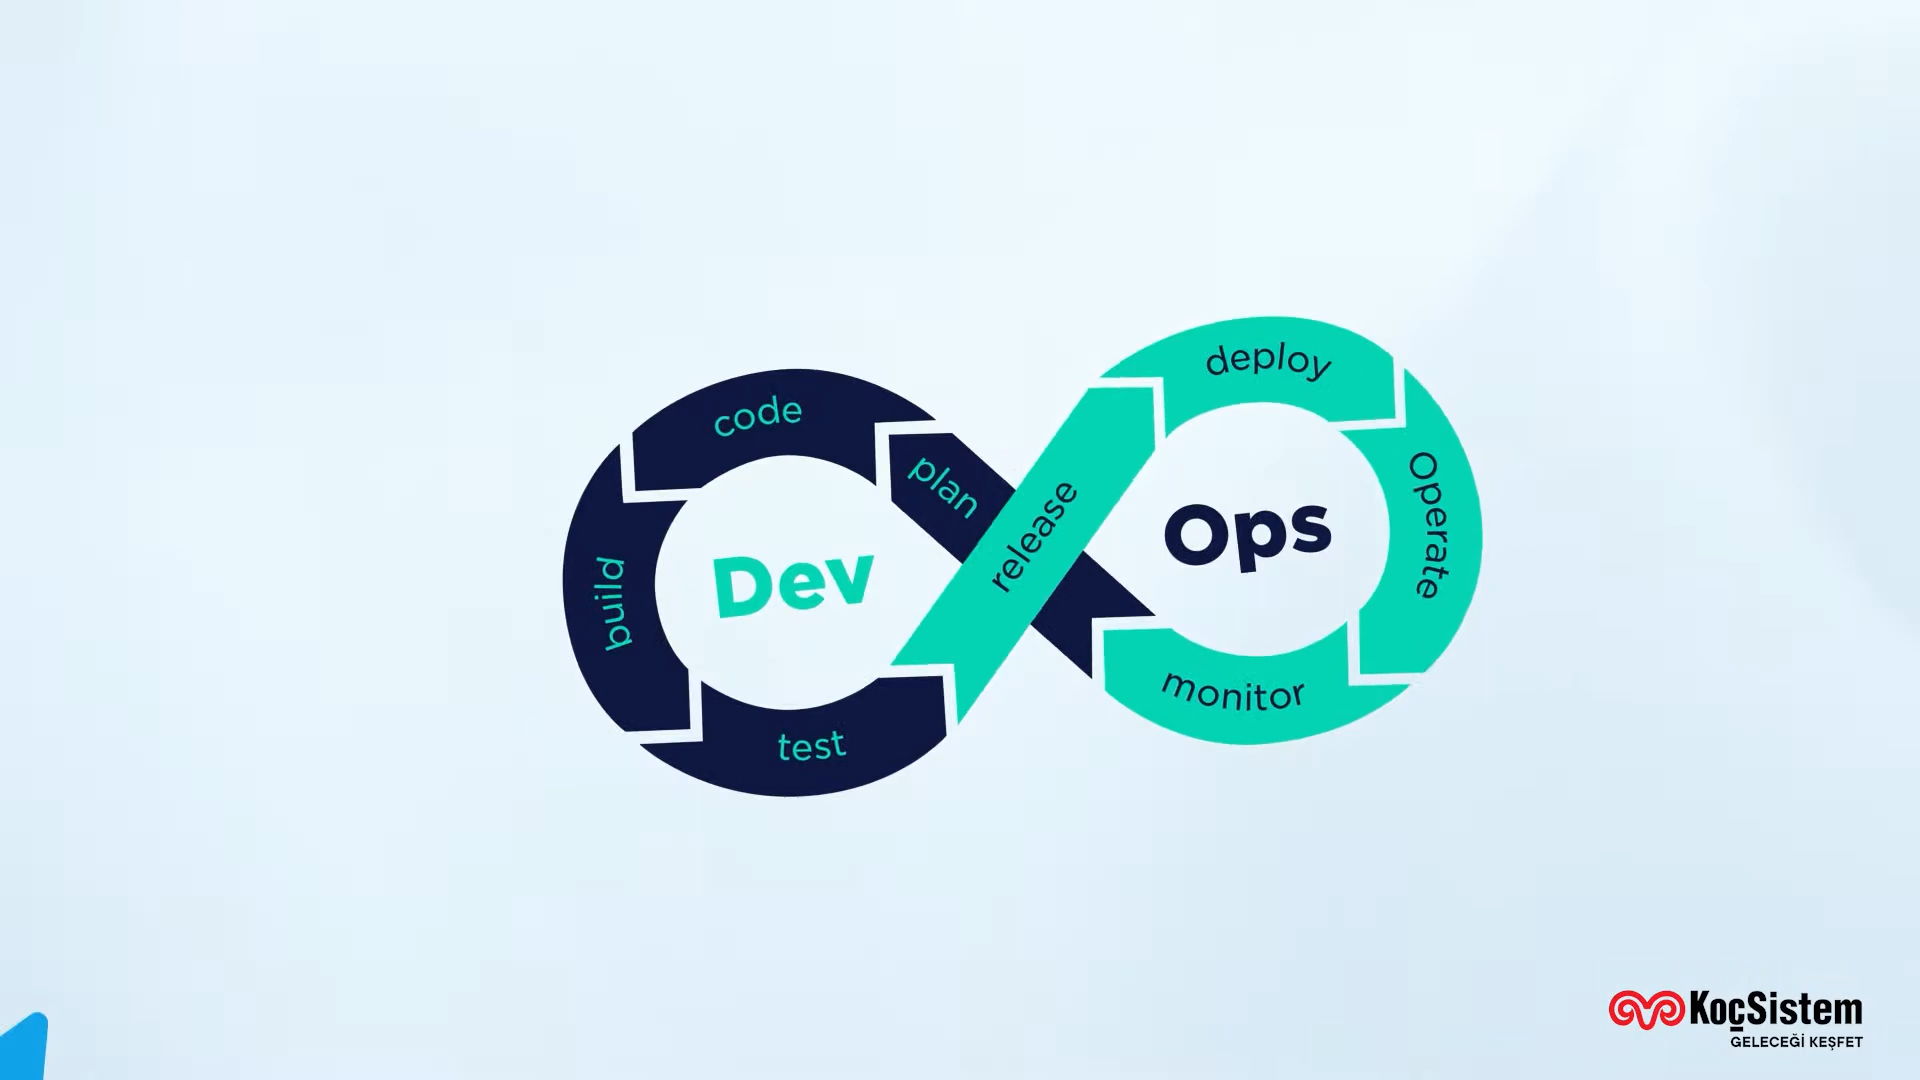 plan
code
build
test
release
deploy
Operate
monitor
Dev
Ops
KoçSistem
GELECEĞİ KEŞFET